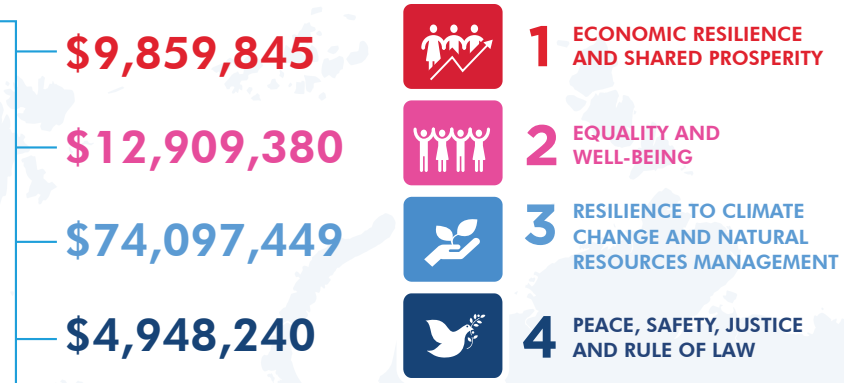 $9,859,845
1 ECONOMIC RESILIENCE
AND SHARED PROSPERITY
$12,909,380
2 EQUALITY AND
WELL-BEING
$74,097,449
3 RESILIENCE TO CLIMATE
CHANGE AND NATURAL
RESOURCES MANAGEMENT
$4,948,240
4 PEACE, SAFETY, JUSTICE
AND RULE OF LAW